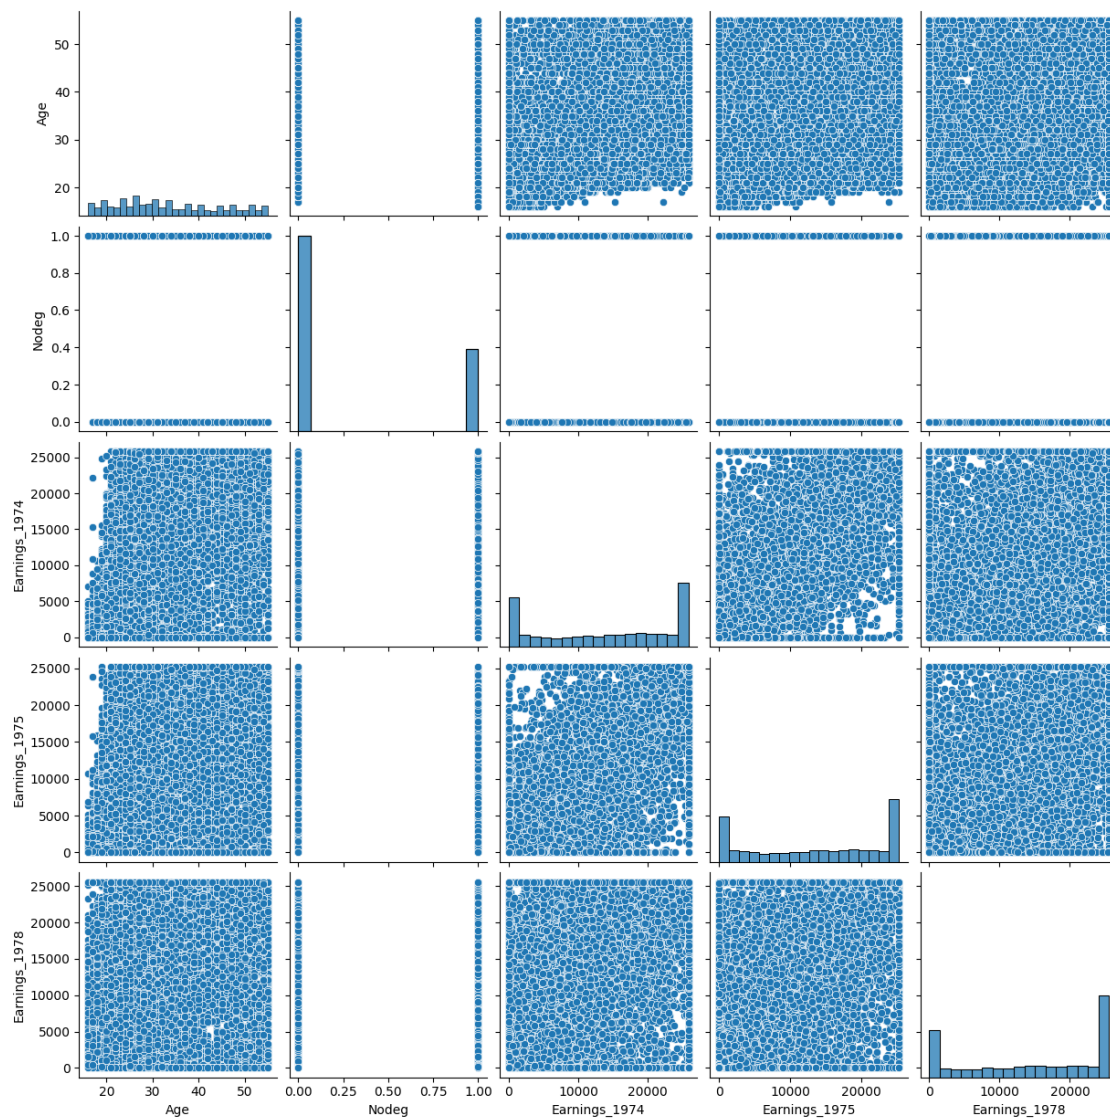 50
40
30
20
Age
1.0
0.8
0.6
0.4
0.2
0.0
Nodeg
25000
20000
15000
10000
5000
0
Earnings_1974
25000
20000
15000
10000
5000
0
Earnings_1975
25000
20000
15000
10000
5000
0
Earnings_1978
20 30 40 50
0.00 0.25 0.50 0.75 1.00
0 10000 20000
0 10000 20000
0 10000 20000
Age Nodeg Earnings_1974 Earnings_1975 Earnings_1978